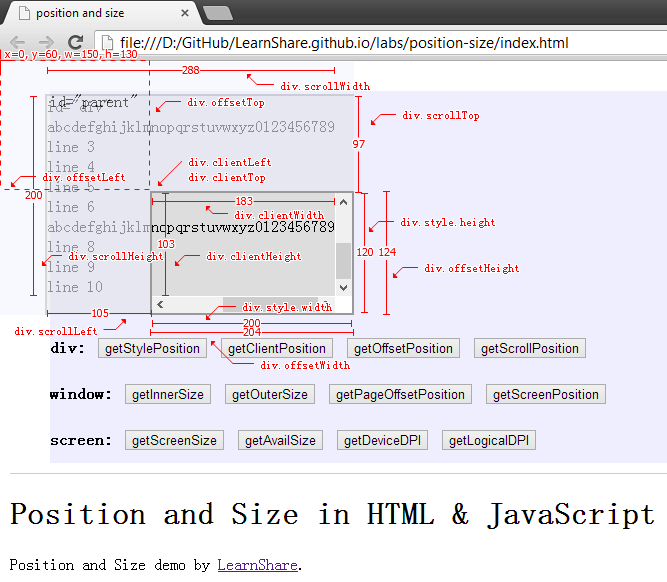 position and size
file:///D:/GitHub/LearnShare.github.io/labs/position-size/index.html
x=0, y=60, w=150, h=130
288
div.scrollWidth
id="parent"
id="div"
div.offsetTop
div.scrollTop
abcdefghijklmnopqrstuvwxyz0123456789
line 3
97
line 4
div.clientLeft
div.offsetLeft
div.clientTop
line 5
200
183
line 6
div.clientWidth
div.style.height
abcdefghijklmnopqrstuvwxyz0123456789
103
line 8
120
124
div.scrollHeight
div.clientHeight
line 9
div.offsetHeight
line 10
div.style.width
105
200
div.scrollLeft
204
div:
getStylePosition
getClientPosition
getOffsetPosition
getScrollPosition
div.offsetWidth
window:
getInnerSize
getOuterSize
getPageOffsetPosition
getScreenPosition
screen:
getScreenSize
getAvailSize
getDeviceDPI
getLogicalDPI
Position and Size in HTML & JavaScript
Position and Size demo by LearnShare.